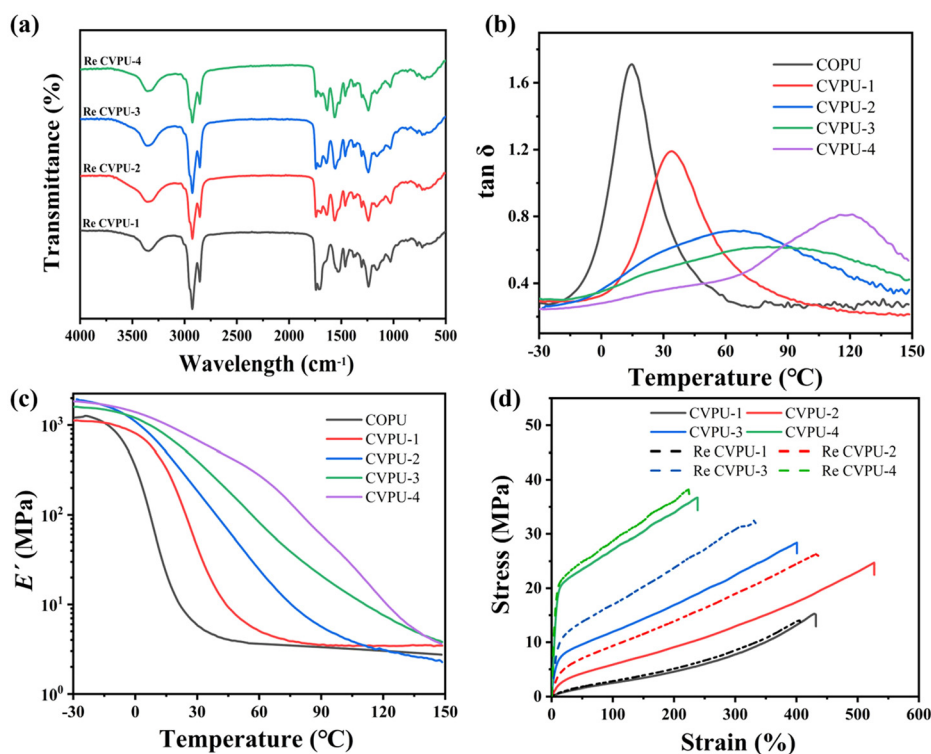 (a)
Re CVPU-4
Re CVPU-3
Re CVPU-2
Re CVPU-1
Transmittance (%)
4000 3500 3000 2500 2000 1500 1000 500
Wavelength (cm-1)
(b)
COPU
CVPU-1
CVPU-2
CVPU-3
CVPU-4
tan δ
1.6
1.2
0.8
0.4
-30 0 30 60 90 120 150
Temperature (℃)
(c)
COPU
CVPU-1
CVPU-2
CVPU-3
CVPU-4
E′ (MPa)
10³
10²
10¹
10⁰
-30 0 30 60 90 120 150
Temperature (℃)
(d)
CVPU-1 CVPU-2
CVPU-3 CVPU-4
Re CVPU-1 Re CVPU-2
Re CVPU-3 Re CVPU-4
Stress (MPa)
50
40
30
20
10
0
0 100 200 300 400 500 600
Strain (%)